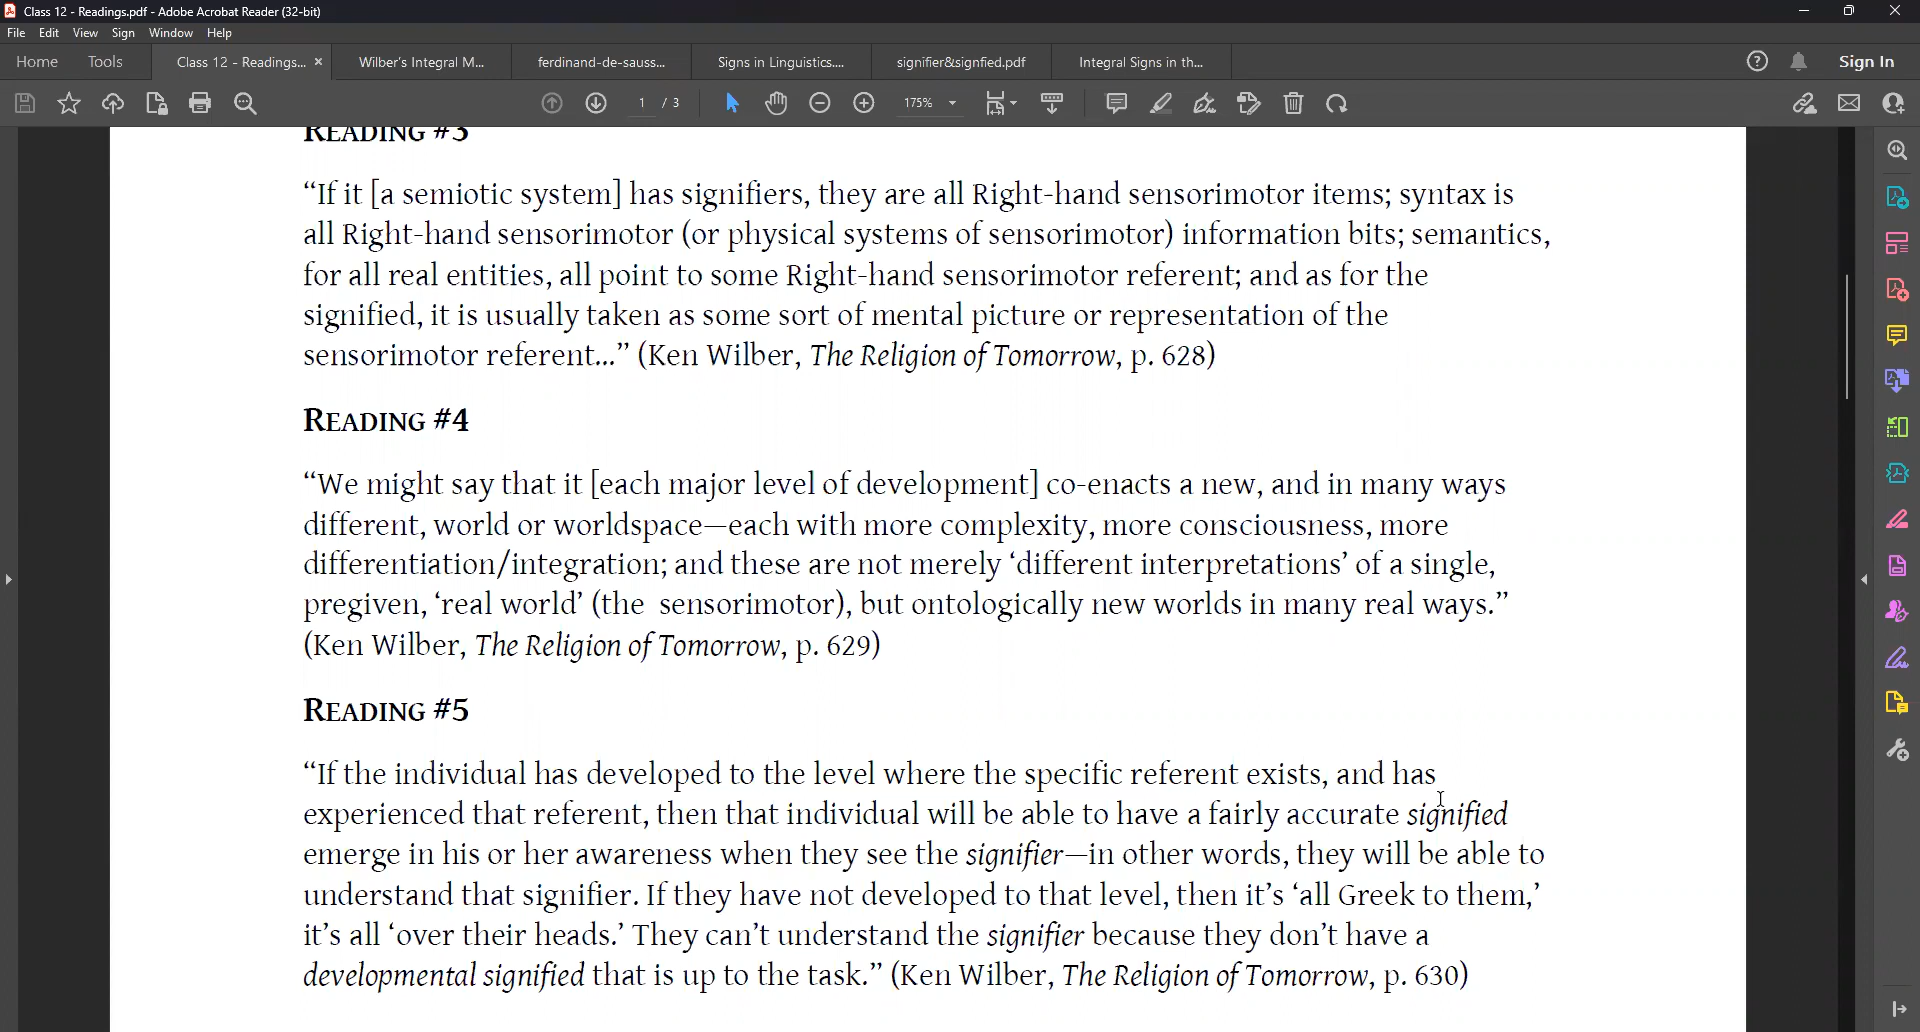 Class 12 - Readings.pdf - Adobe Acrobat Reader (32-bit)
File Edit View Sign Window Help
Home Tools Class 12 - Readings... × Wilber's Integral M... ferdinand-de-sauss... Signs in Linguistics.... signifier&signfied.pdf Integral Signs in th... Sign In
1 / 3 175%
READING #3
“If it [a semiotic system] has signifiers, they are all Right-hand sensorimotor items; syntax is
all Right-hand sensorimotor (or physical systems of sensorimotor) information bits; semantics,
for all real entities, all point to some Right-hand sensorimotor referent; and as for the
signified, it is usually taken as some sort of mental picture or representation of the
sensorimotor referent...” (Ken Wilber, The Religion of Tomorrow, p. 628)
READING #4
“We might say that it [each major level of development] co-enacts a new, and in many ways
different, world or worldspace—each with more complexity, more consciousness, more
differentiation/integration; and these are not merely ‘different interpretations’ of a single,
pregiven, ‘real world’ (the sensorimotor), but ontologically new worlds in many real ways.”
(Ken Wilber, The Religion of Tomorrow, p. 629)
READING #5
“If the individual has developed to the level where the specific referent exists, and has
experienced that referent, then that individual will be able to have a fairly accurate signified
emerge in his or her awareness when they see the signifier—in other words, they will be able to
understand that signifier. If they have not developed to that level, then it’s ‘all Greek to them,’
it’s all ‘over their heads.’ They can’t understand the signifier because they don’t have a
developmental signified that is up to the task.” (Ken Wilber, The Religion of Tomorrow, p. 630)